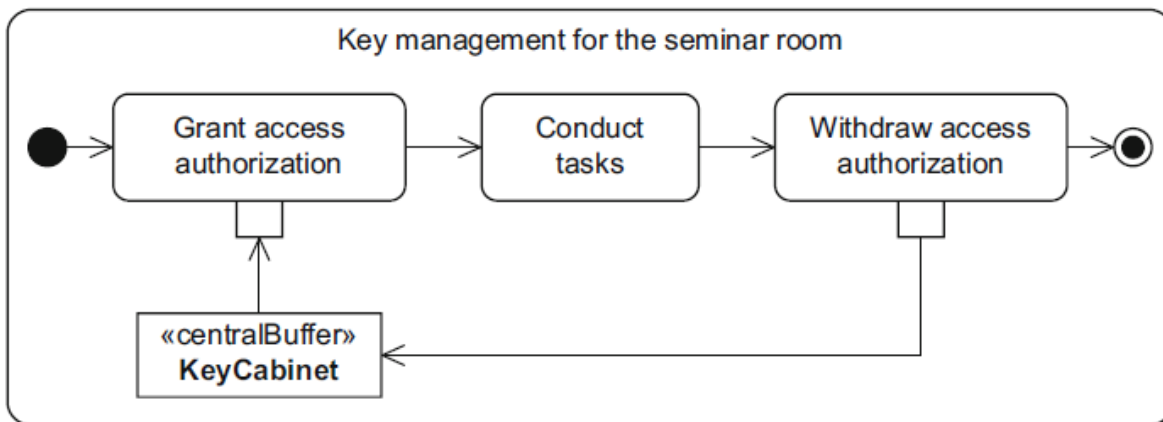 Key management for the seminar room
Grant access
authorization
Conduct
tasks
Withdraw access
authorization
«centralBuffer»
KeyCabinet